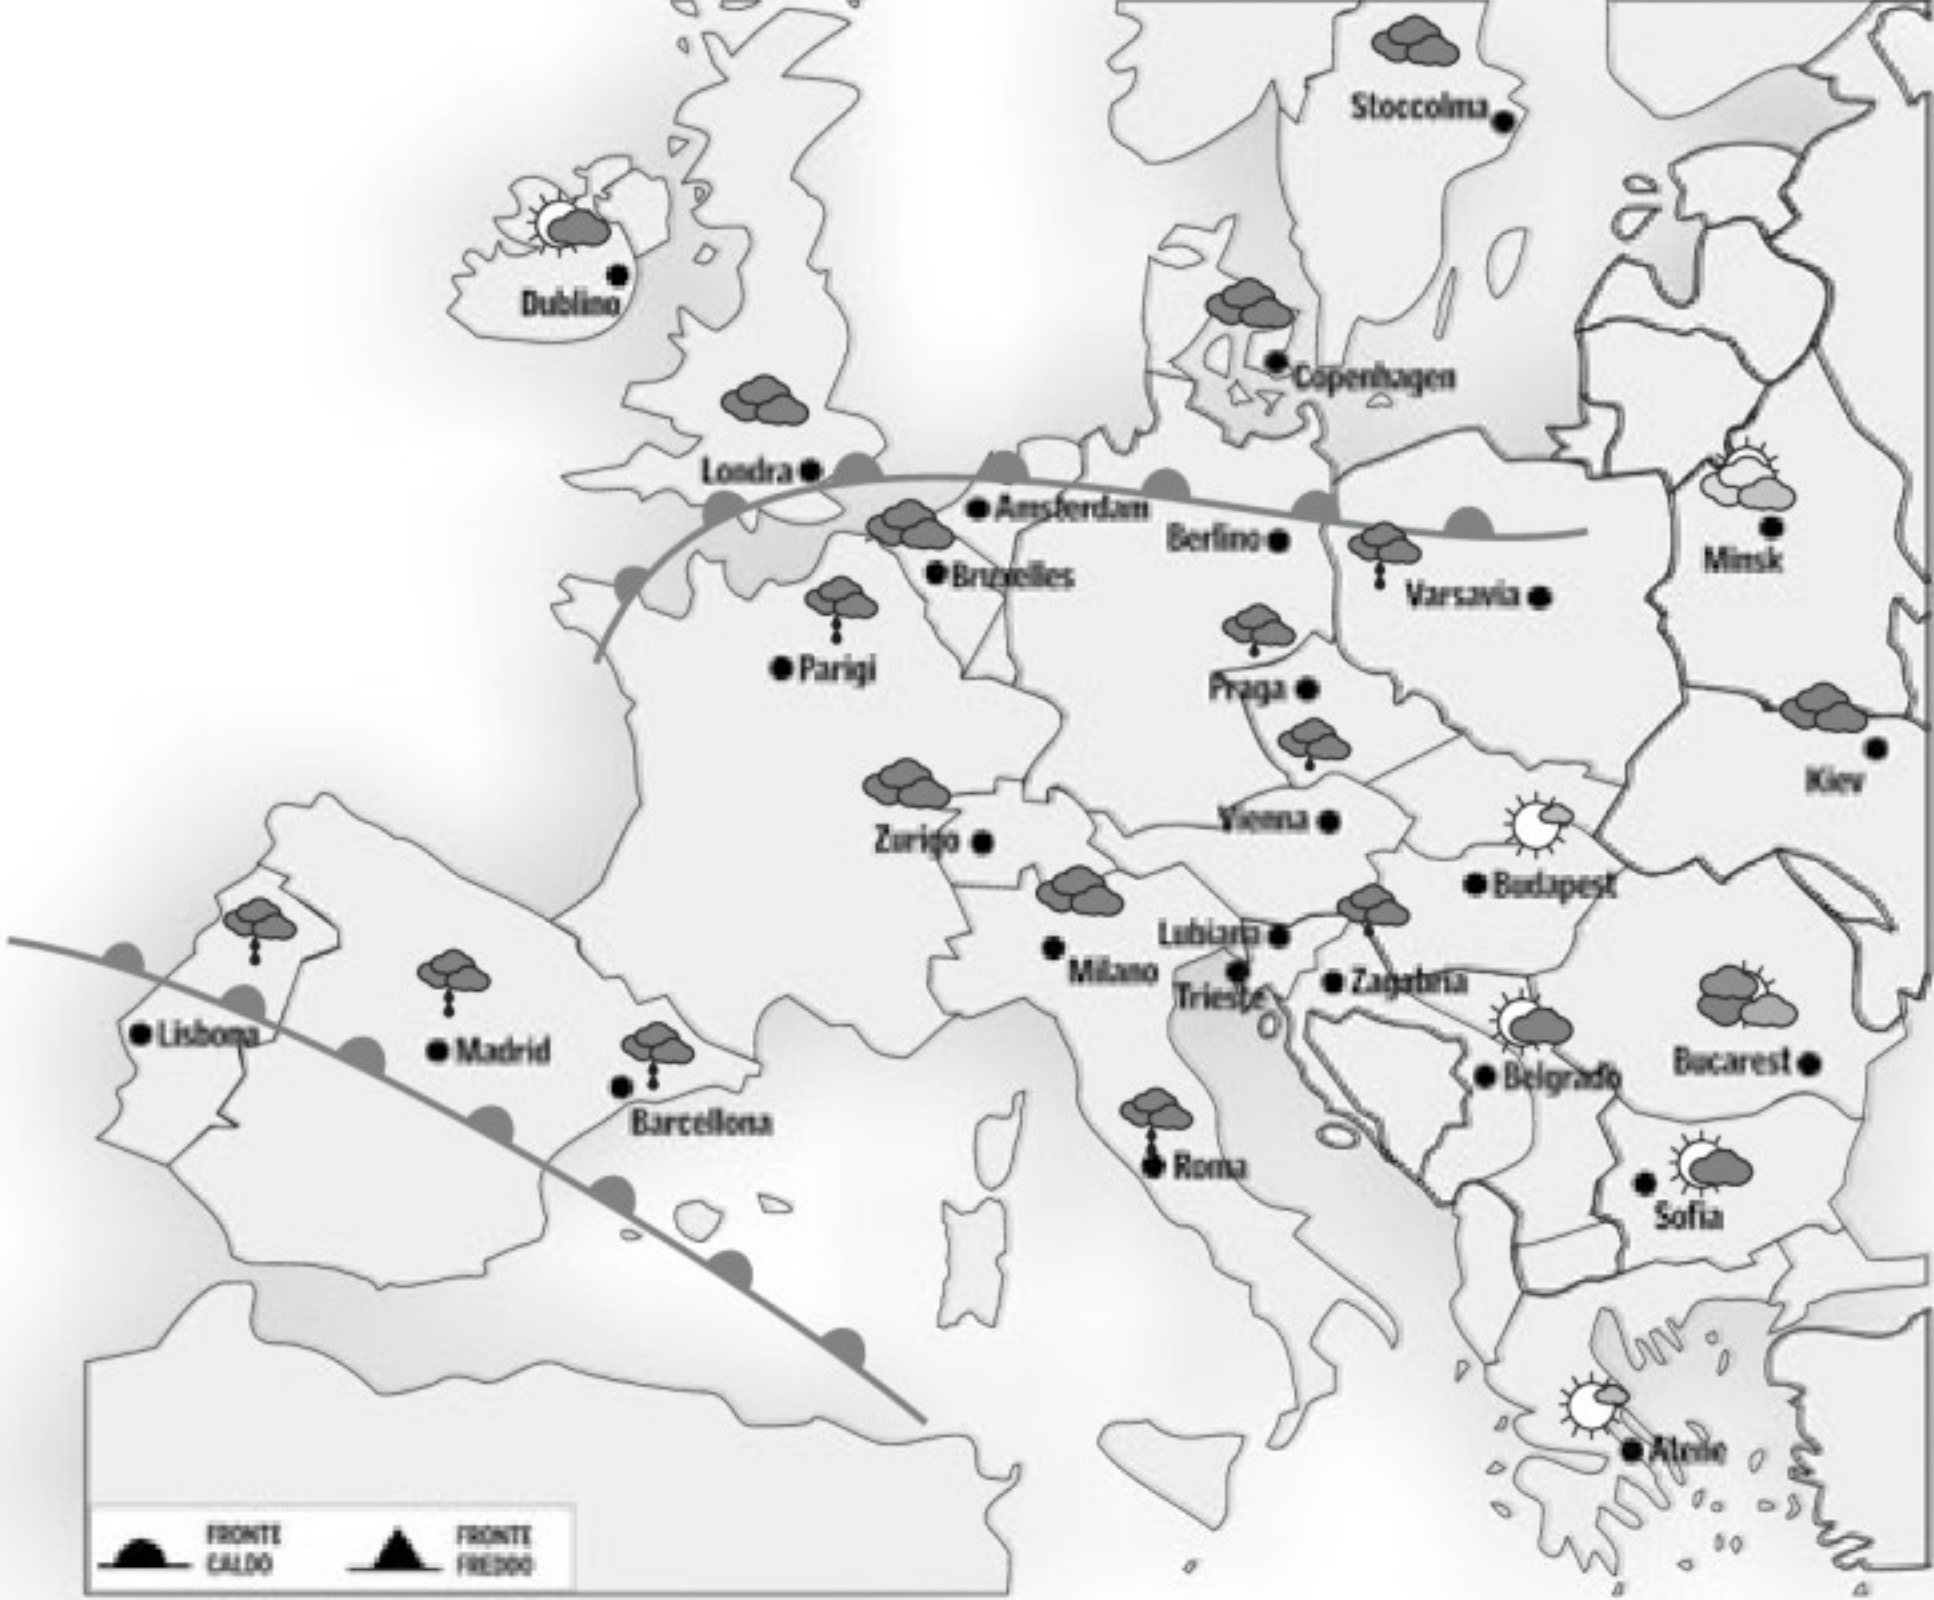 Stoccolma
Dublino
Copenhagen
Londra
Amsterdam
Berlino
Minsk
Bruxelles
Varsavia
Parigi
Praga
Kiev
Vienna
Zurigo
Budapest
Lubiana
Milano
Zagabria
Trieste
Lisbona
Madrid
Bucarest
Belgrado
Barcellona
Roma
Sofia
Atene
FRONTE
CALDO
FRONTE
FREDDO